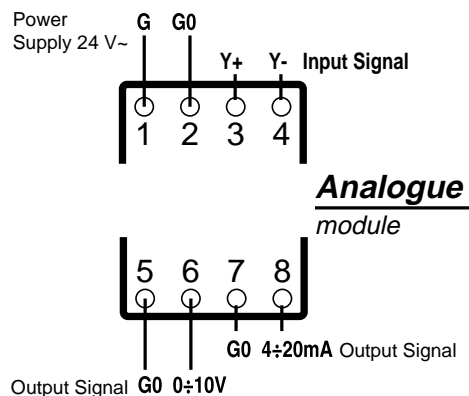 Power G G0
Supply 24 V~
Y+ Y- Input Signal
1 2 3 4
Analogue
module
5 6 7 8
G0 4÷20mA Output Signal
Output Signal G0 0÷10V